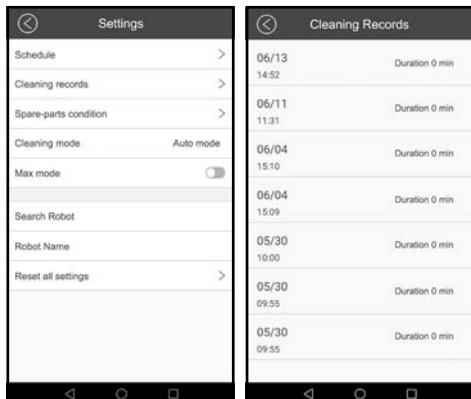 Settings
Schedule
Cleaning records
Spare-parts condition
Cleaning mode Auto mode
Max mode
Search Robot
Robot Name
Reset all settings
Cleaning Records
06/13
Duration 0 min
14:52
06/11
Duration 0 min
11:31
06/04
Duration 0 min
15:10
06/04
Duration 0 min
15:09
05/30
Duration 0 min
10:00
05/30
Duration 0 min
09:55
05/30
Duration 0 min
09:55